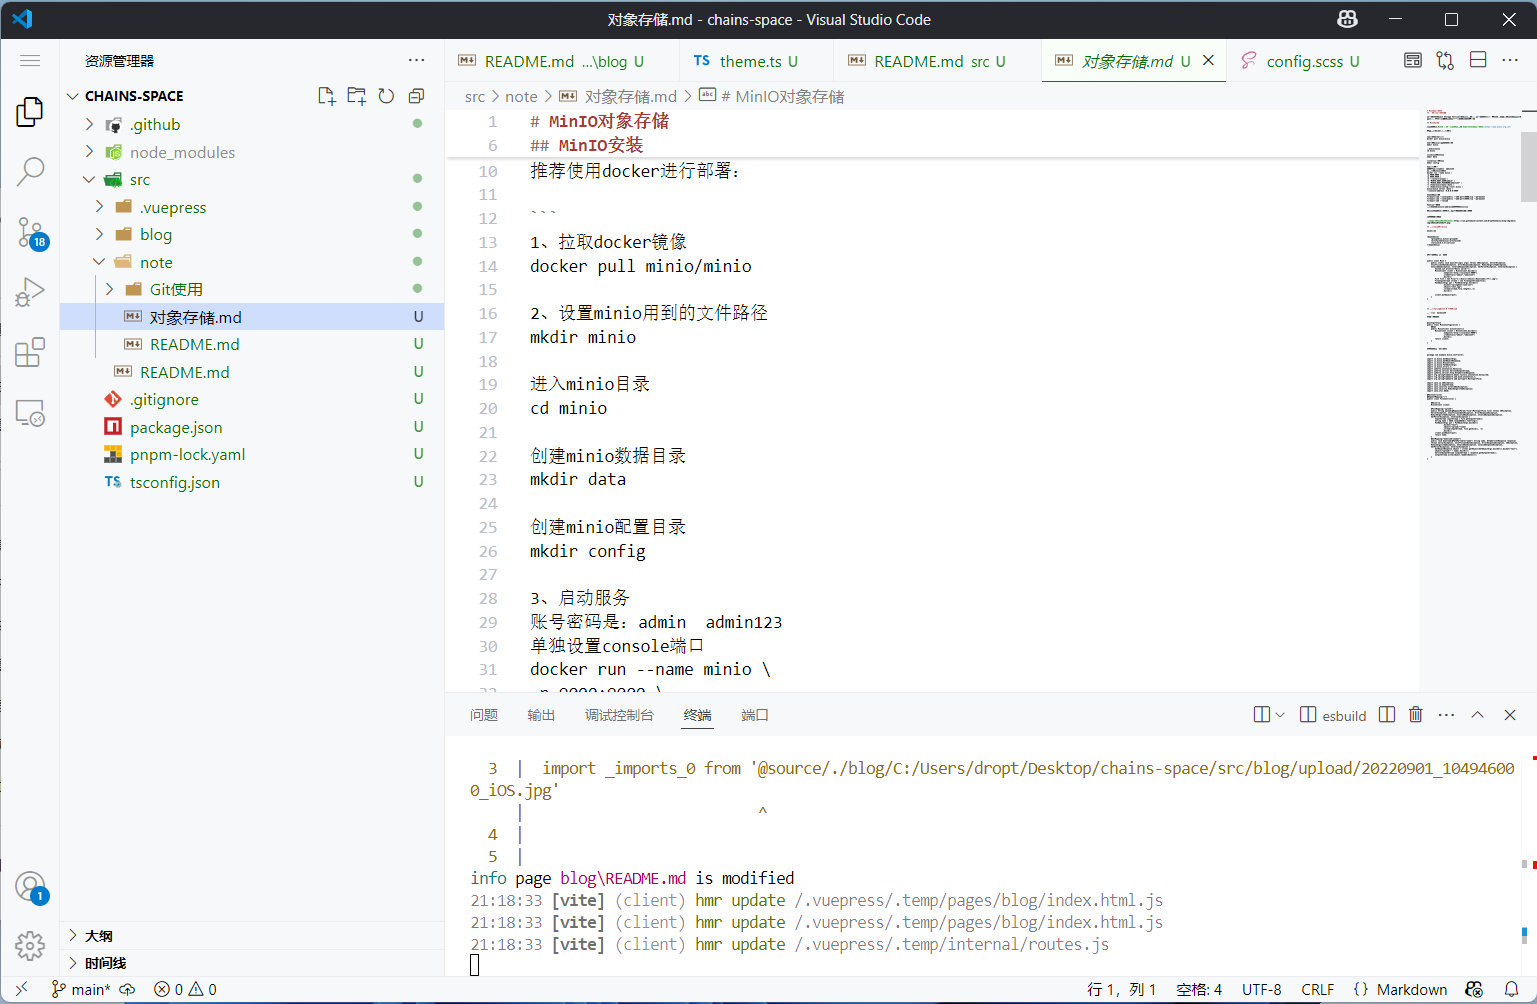 对象存储.md - chains-space - Visual Studio Code
资源管理器
CHAINS-SPACE
.github
node_modules
src
.vuepress
blog
note
Git使用
对象存储.md U
README.md U
README.md U
.gitignore U
package.json U
pnpm-lock.yaml U
TS tsconfig.json U
大纲
时间线
18
1
README.md ...\blog U
TS theme.ts U
README.md src U
对象存储.md U
config.scss U
src > note > 对象存储.md > # MinIO对象存储
1 # MinIO对象存储
6 ## MinIO安装
10 推荐使用docker进行部署：
11
12 ```
13 1、拉取docker镜像
14 docker pull minio/minio
15
16 2、设置minio用到的文件路径
17 mkdir minio
18
19 进入minio目录
20 cd minio
21
22 创建minio数据目录
23 mkdir data
24
25 创建minio配置目录
26 mkdir config
27
28 3、启动服务
29 账号密码是：admin  admin123
30 单独设置console端口
31 docker run --name minio \
问题 输出 调试控制台 终端 端口
esbuild
3 | import _imports_0 from '@source/./blog/C:/Users/dropt/Desktop/chains-space/src/blog/upload/20220901_10494600
0_iOS.jpg'
| ^
4 |
5 |
info page blog\README.md is modified
21:18:33 [vite] (client) hmr update /.vuepress/.temp/pages/blog/index.html.js
21:18:33 [vite] (client) hmr update /.vuepress/.temp/pages/blog/index.html.js
21:18:33 [vite] (client) hmr update /.vuepress/.temp/internal/routes.js
main* 0 0 行 1，列 1 空格: 4 UTF-8 CRLF {} Markdown